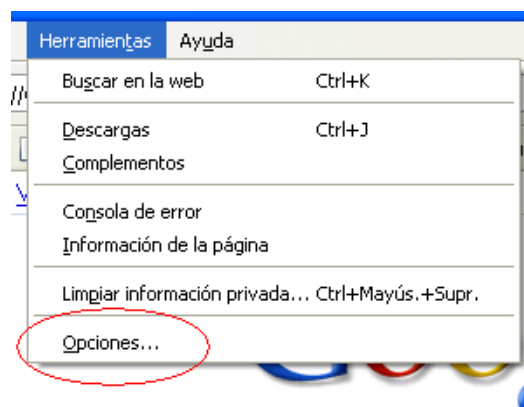 Herramientas Ayuda
Buscar en la web Ctrl+K
Descargas Ctrl+J
Complementos
Consola de error
Información de la página
Limpiar información privada... Ctrl+Mayús.+Supr.
Opciones...